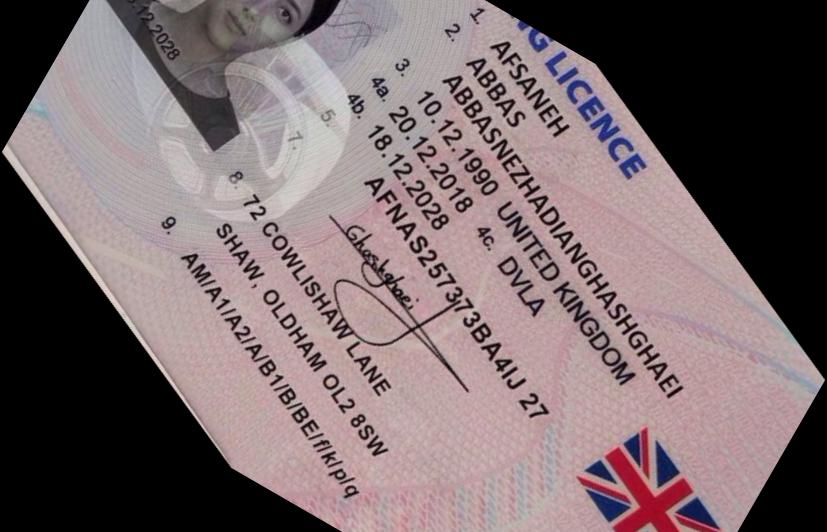 LICENCE
1. AFSANEH
2. ABBAS
ABBASNEZHADIANGHASHGHAEI
3. 10.12.1990 UNITED KINGDOM
4a. 20.12.2018 4c. DVLA
4b. 18.12.2028
5. AFNAS257373BA4IJ 27
7. Ghashghaei
8. 72 COWLISHAW LANE
SHAW, OLDHAM OL2 8SW
9. AM/A1/A2/A/B1/B/BE/f/k/p/q